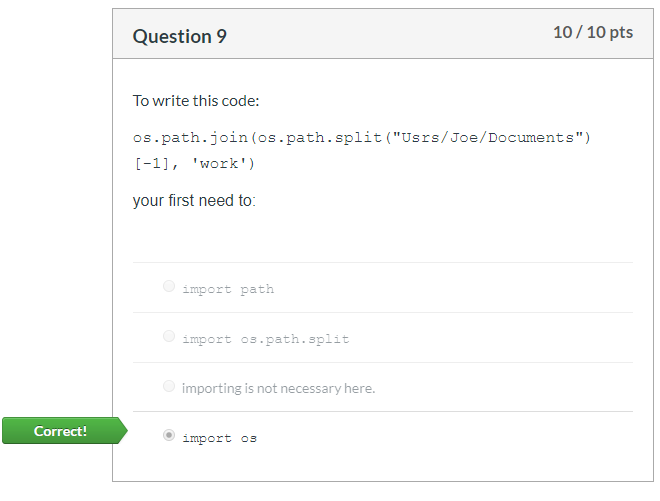 Question 9
10 / 10 pts
To write this code:
os.path.join(os.path.split("Usrs/Joe/Documents")
[-1], 'work')
your first need to:
import path
import os.path.split
importing is not necessary here.
Correct!
import os